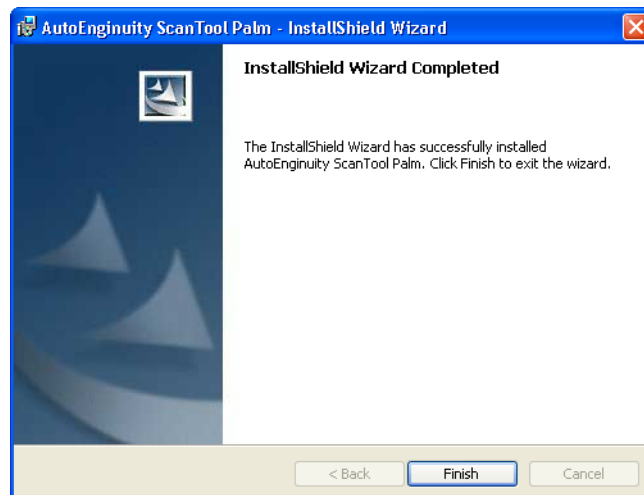 AutoEnginuity ScanTool Palm - InstallShield Wizard
InstallShield Wizard Completed
The InstallShield Wizard has successfully installed
AutoEnginuity ScanTool Palm. Click Finish to exit the wizard.
< Back Finish Cancel